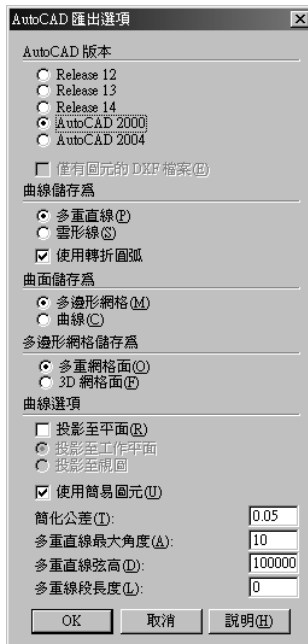 AutoCAD 匯出選項
AutoCAD 版本
Release 12
Release 13
Release 14
AutoCAD 2000
AutoCAD 2004
僅有圖元的 DXF 檔案(E)
曲線儲存為
多重直線(P)
雲形線(S)
使用轉折圓弧
曲面儲存為
多邊形網格(M)
曲線(C)
多邊形網格儲存為
多重網格面(O)
3D 網格面(F)
曲線選項
投影至平面(R)
投影至工作平面
投影至視圖
使用簡易圖元(U)
簡化公差(T): 0.05
多重直線最大角度(A): 10
多重直線弦高(D): 100000
多重線段長度(L): 0
OK 取消 說明(H)